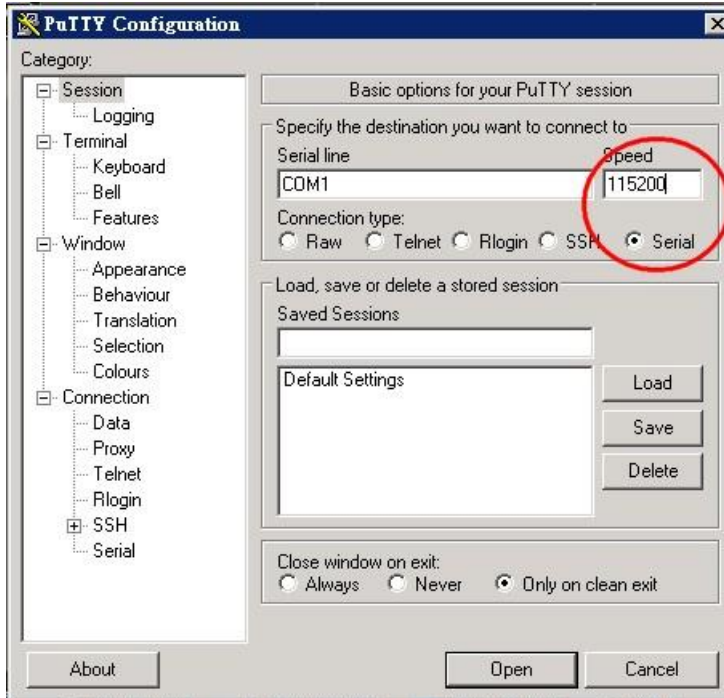 PuTTY Configuration
Category:
Session
Logging
Terminal
Keyboard
Bell
Features
Window
Appearance
Behaviour
Translation
Selection
Colours
Connection
Data
Proxy
Telnet
Rlogin
SSH
Serial
Basic options for your PuTTY session
Specify the destination you want to connect to
Serial line Speed
COM1 115200
Connection type:
Raw Telnet Rlogin SSH Serial
Load, save or delete a stored session
Saved Sessions
Default Settings
Load
Save
Delete
Close window on exit:
Always Never Only on clean exit
About Open Cancel